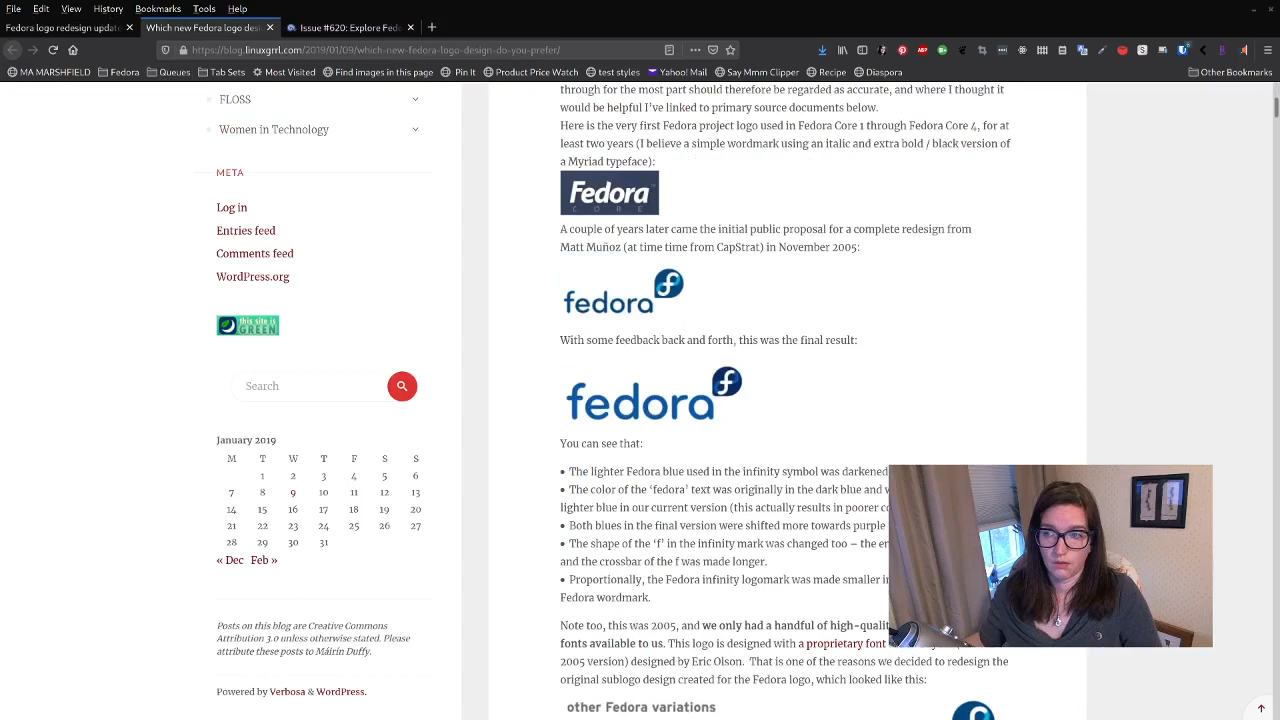 File Edit View History Bookmarks Tools Help
Fedora logo redesign update
Which new Fedora logo desi
Issue #620: Explore Fed
https://blog.linuxgrrl.com/2019/01/09/which-new-fedora-logo-design-do-you-prefer/
MA MARSHFIELD Fedora Queues Tab Sets Find images in this page Pin It Product Price Watch test styles Say Mmm Clipper Recipe Diaspora Other Bookmarks
FLOSS
Women in Technology
META
Log in
Entries feed
Comments feed
WordPress.org
this site is
GREEN
Search
January 2019
M T W T F S S
1 2 3 4 5 6
7 8 9 10 11 12 13
14 15 16 17 18 19 20
21 22 23 24 25 26 27
28 29 30 31
« Dec Feb »
Posts on this blog are Creative Commons
Attribution 3.0 unless otherwise stated. Please
attribute these posts to Máirín Duffy.
Powered by Verbosa & WordPress.
through for the most part should therefore be regarded as accurate, and where I thought it
would be helpful I've linked to primary source documents below.
Here is the very first Fedora project logo used in Fedora Core 1 through Fedora Core 4, for at
least two years (I believe a simple wordmark using an italic and extra bold / black version of
a Myriad typeface):
Fedora
CORE
A couple of years later came the initial public proposal for a complete redesign from
Matt Muñoz (at time time from CapStrat) in November 2005:
fedora
With some feedback back and forth, this was the final result:
fedora
You can see that:
• The lighter Fedora blue used in the infinity symbol was darkened
• The color of the 'fedora' text was originally in the dark blue and
lighter blue in our current version (this actually results in poorer
• Both blues in the final version were shifted more towards purple
• The shape of the 'f' in the infinity mark was changed too – the
and the crossbar of the f was made longer.
• Proportionally, the Fedora infinity logomark was made smaller
Fedora wordmark.
Note too, this was 2005, and we only had a handful of high-quality
fonts available to us. This logo is designed with a proprietary font
2005 version) designed by Eric Olson. That is one of the reasons we decided to redesign the
original sublogo design created for the Fedora logo, which looked like this:
other Fedora variations